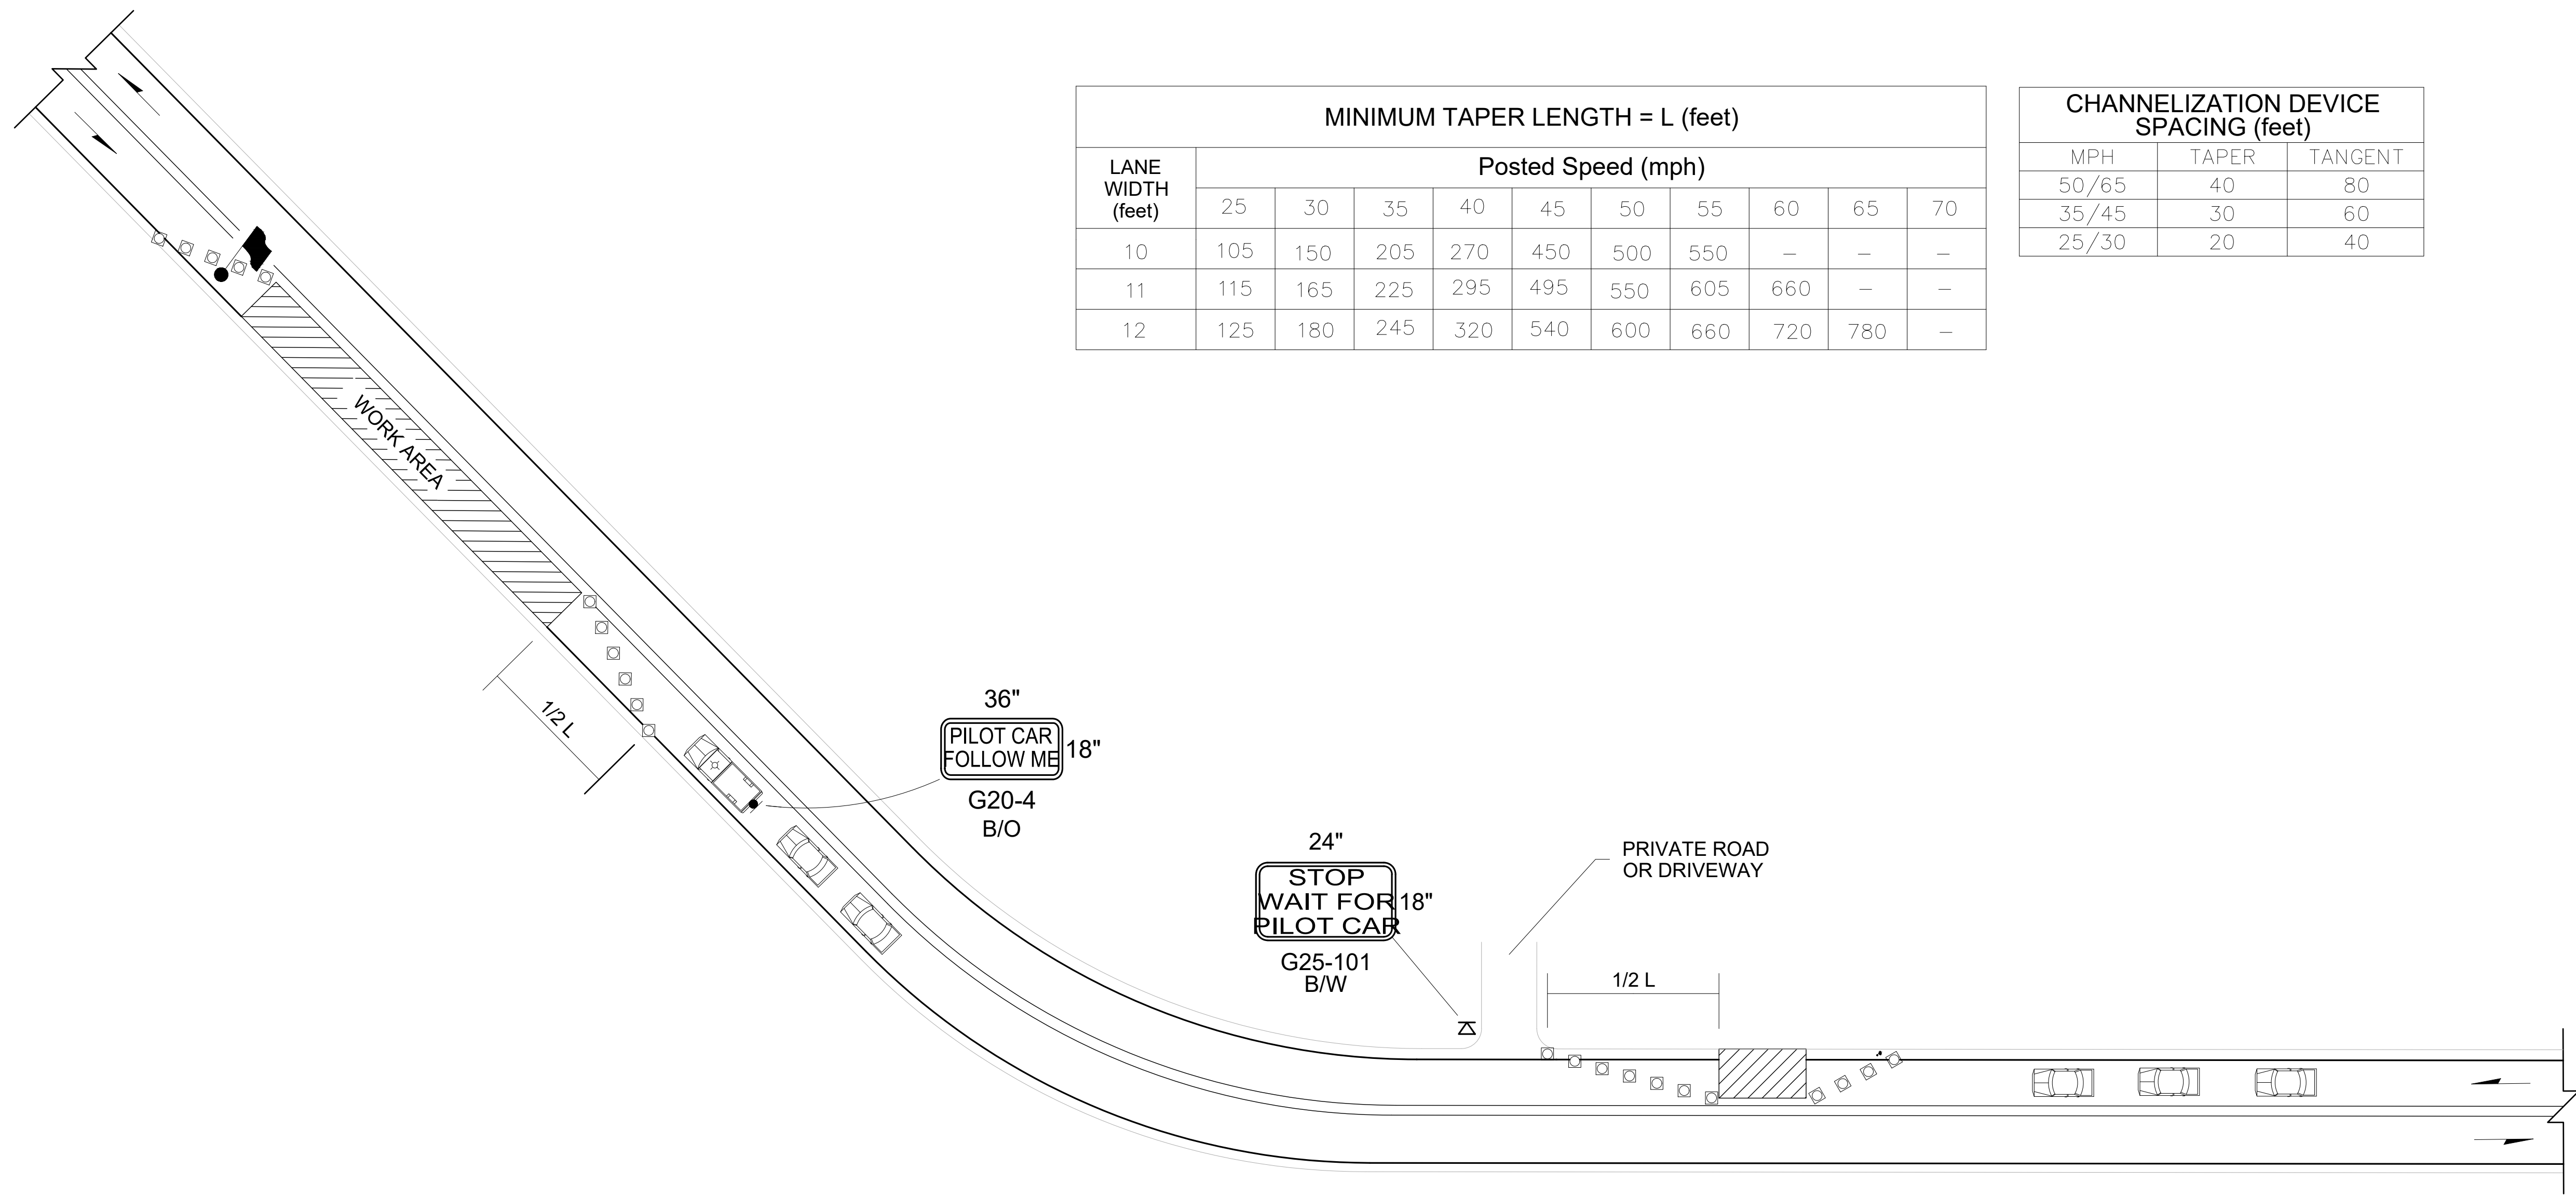 MINIMUM TAPER LENGTH = L (feet)
LANE
WIDTH
(feet)
Posted Speed (mph)
25 30 35 40 45 50 55 60 65 70
10 105 150 205 270 450 500 550 – – –
11 115 165 225 295 495 550 605 660 – –
12 125 180 245 320 540 600 660 720 780 –
CHANNELIZATION DEVICE
SPACING (feet)
MPH TAPER TANGENT
50/65 40 80
35/45 30 60
25/30 20 40
WORK AREA
1/2 L
36"
PILOT CAR
FOLLOW ME
18"
G20-4
B/O
24"
STOP
WAIT FOR
PILOT CAR
18"
G25-101
B/W
PRIVATE ROAD
OR DRIVEWAY
1/2 L